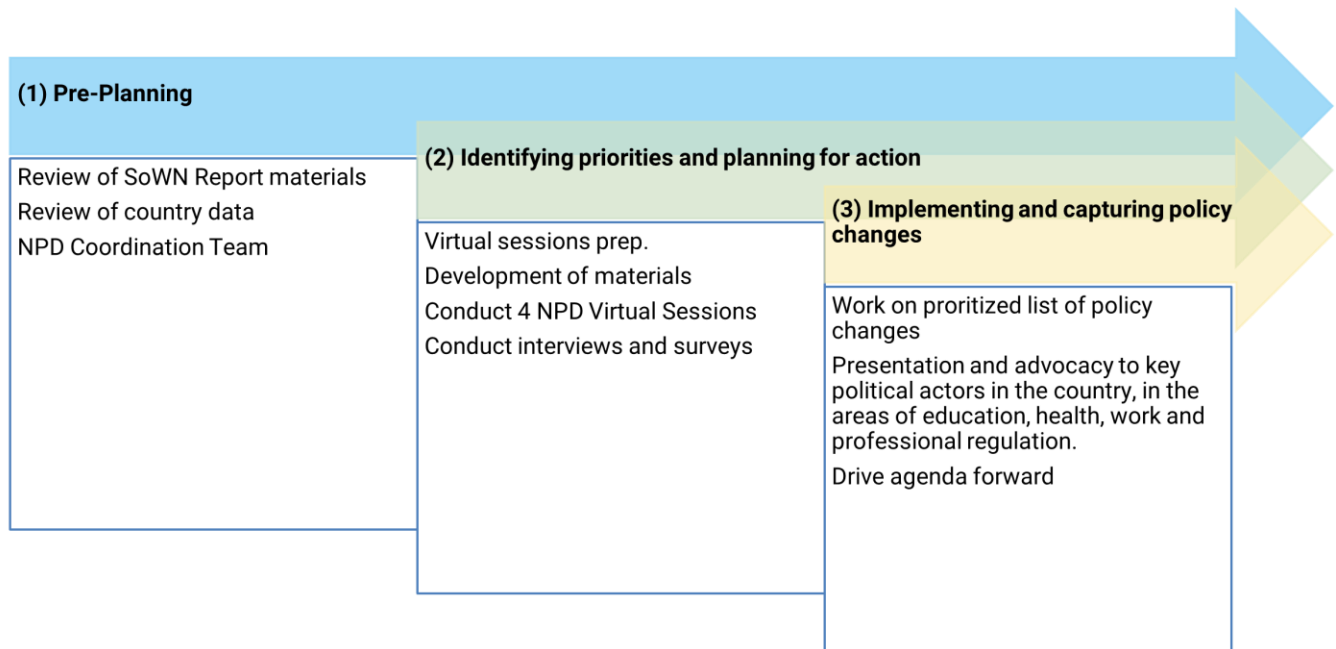 (1) Pre-Planning
Review of SoWN Report materials
Review of country data
NPD Coordination Team
(2) Identifying priorities and planning for action
Virtual sessions prep.
Development of materials
Conduct 4 NPD Virtual Sessions
Conduct interviews and surveys
(3) Implementing and capturing policy
changes
Work on proritized list of policy
changes
Presentation and advocacy to key
political actors in the country, in the
areas of education, health, work and
professional regulation.
Drive agenda forward